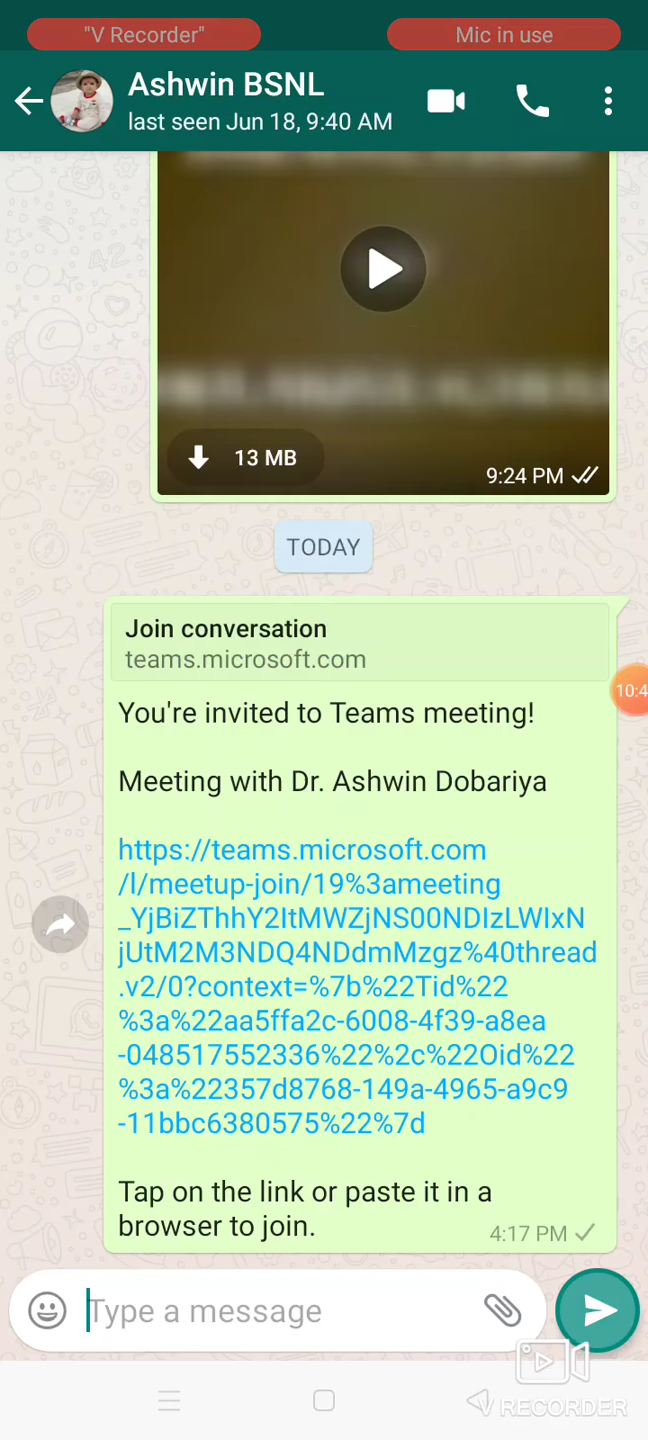 "V Recorder"
Mic in use
Ashwin BSNL
last seen Jun 18, 9:40 AM
13 MB
9:24 PM
TODAY
Join conversation
teams.microsoft.com
10:4
You're invited to Teams meeting!
Meeting with Dr. Ashwin Dobariya
https://teams.microsoft.com
/l/meetup-join/19%3ameeting
_YjBiZThhY2ItMWZjNS00NDIzLWIxN
jUtM2M3NDQ4NDdmMzgz%40thread
.v2/0?context=%7b%22Tid%22
%3a%22aa5ffa2c-6008-4f39-a8ea
-048517552336%22%2c%22Oid%22
%3a%22357d8768-149a-4965-a9c9
-11bbc6380575%22%7d
Tap on the link or paste it in a
browser to join.
4:17 PM
Type a message
RECORDER